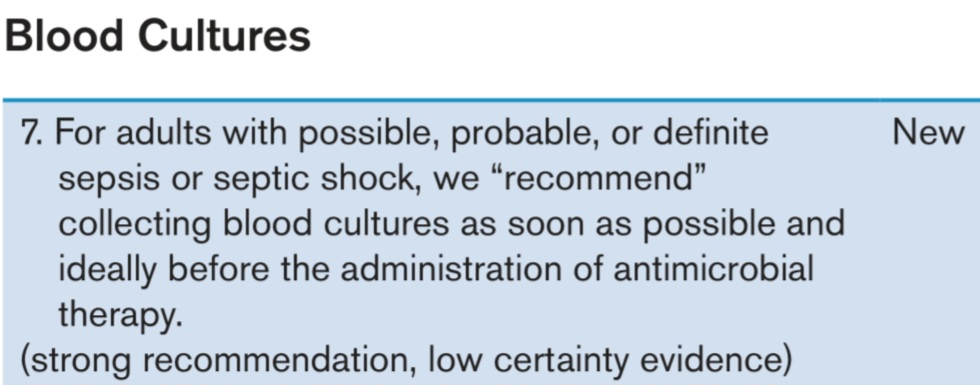 Blood Cultures
7. For adults with possible, probable, or definite New
sepsis or septic shock, we “recommend”
collecting blood cultures as soon as possible and
ideally before the administration of antimicrobial
therapy.
(strong recommendation, low certainty evidence)